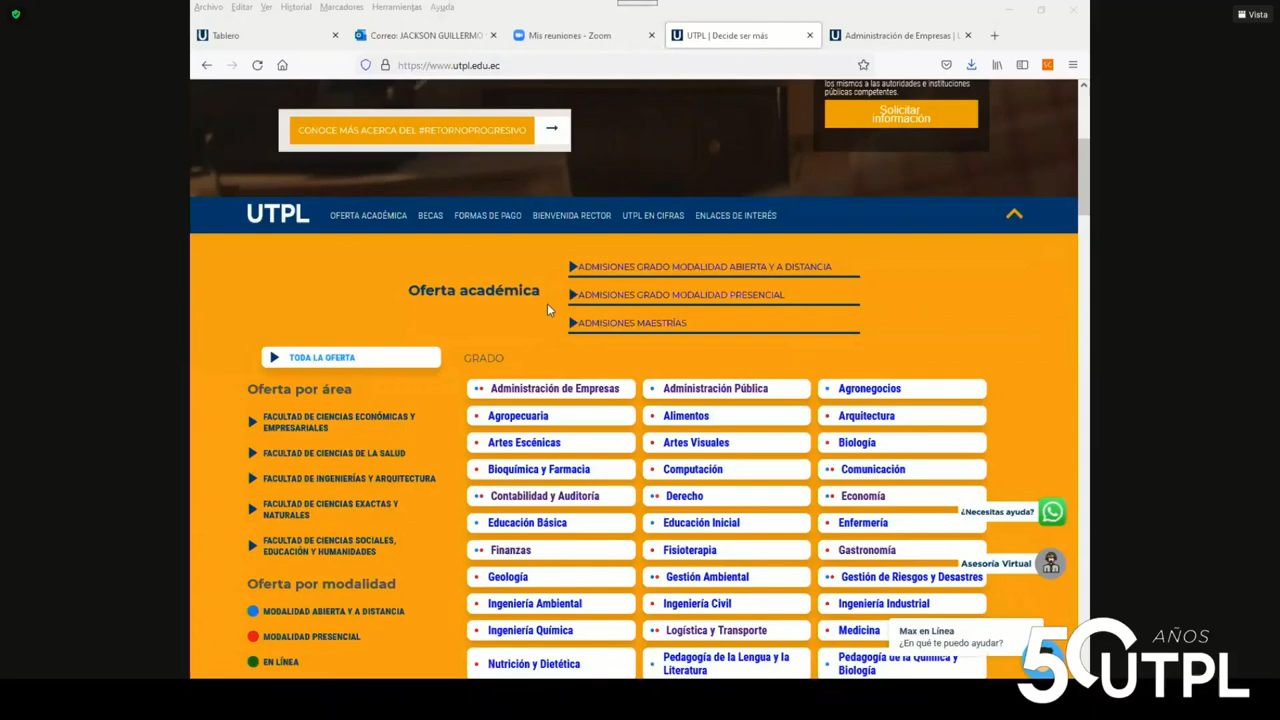 Vista
Archivo Editar Ver Historial Marcadores Herramientas Ayuda
Tablero
Correo: JACKSON GUILLERMO
Mis reuniones - Zoom
UTPL | Decide ser más
Administración de Empresas |
https://www.utpl.edu.ec
los mismos a las autoridades e instituciones
públicas competentes.
Solicitar
información
CONOCE MÁS ACERCA DEL #RETORNOPROGRESIVO
UTPL OFERTA ACADÉMICA BECAS FORMAS DE PAGO BIENVENIDA RECTOR UTPL EN CIFRAS ENLACES DE INTERÉS
Oferta académica
ADMISIONES GRADO MODALIDAD ABIERTA Y A DISTANCIA
ADMISIONES GRADO MODALIDAD PRESENCIAL
ADMISIONES MAESTRÍAS
TODA LA OFERTA
Oferta por área
FACULTAD DE CIENCIAS ECONÓMICAS Y
EMPRESARIALES
FACULTAD DE CIENCIAS DE LA SALUD
FACULTAD DE INGENIERÍAS Y ARQUITECTURA
FACULTAD DE CIENCIAS EXACTAS Y
NATURALES
FACULTAD DE CIENCIAS SOCIALES,
EDUCACIÓN Y HUMANIDADES
Oferta por modalidad
MODALIDAD ABIERTA Y A DISTANCIA
MODALIDAD PRESENCIAL
EN LÍNEA
GRADO
Administración de Empresas Administración Pública Agronegocios
Agropecuaria Alimentos Arquitectura
Artes Escénicas Artes Visuales Biología
Bioquímica y Farmacia Computación Comunicación
Contabilidad y Auditoría Derecho Economía
Educación Básica Educación Inicial Enfermería
Finanzas Fisioterapia Gastronomía
Geología Gestión Ambiental Gestión de Riesgos y Desastres
Ingeniería Ambiental Ingeniería Civil Ingeniería Industrial
Ingeniería Química Logística y Transporte Medicina
Nutrición y Dietética
Pedagogía de la Lengua y la
Literatura
Pedagogía de la Química y
Biología
¿Necesitas ayuda?
Asesoría Virtual
Max en Línea
¿En qué te puedo ayudar?
50 AÑOS
UTPL